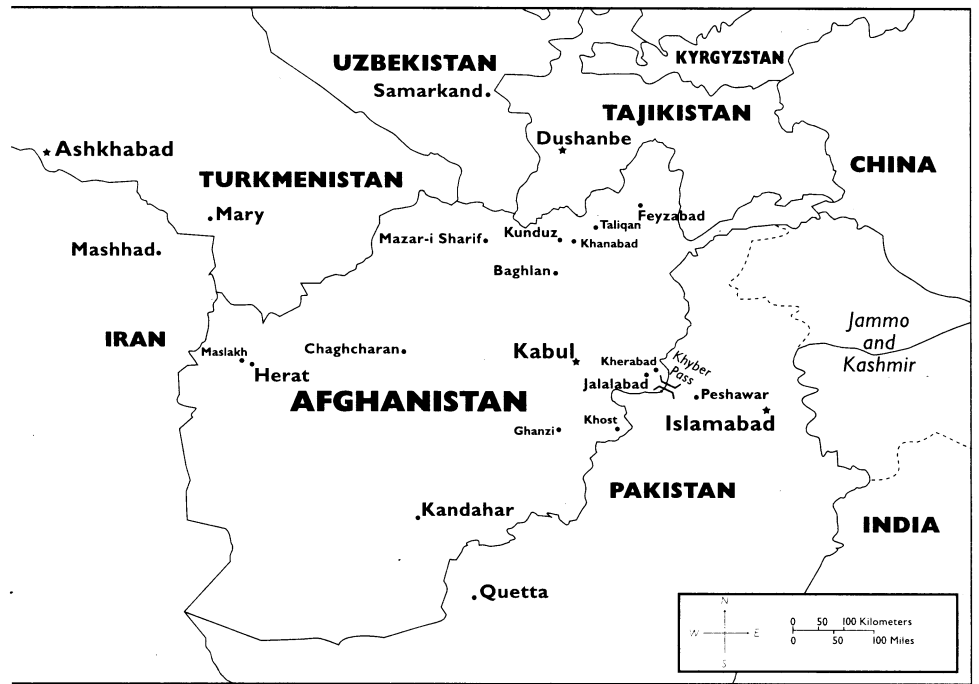 KYRGYZSTAN
UZBEKISTAN
Samarkand
TAJIKISTAN
Dushanbe
Ashkhabad
CHINA
TURKMENISTAN
Mary
Feyzabad
Taliqan
Kunduz
Khanabad
Mazar-i Sharif
Mashhad
Baghlan
IRAN
Jammo
and
Kashmir
Maslakh
Herat
Chaghcharan
Kabul
Kherabad
Khyber
Pass
Jalalabad
Peshawar
AFGHANISTAN
Islamabad
Khost
Ghanzi
PAKISTAN
Kandahar
INDIA
Quetta
N
W E
S
0 50 100 Kilometers
0 50 100 Miles